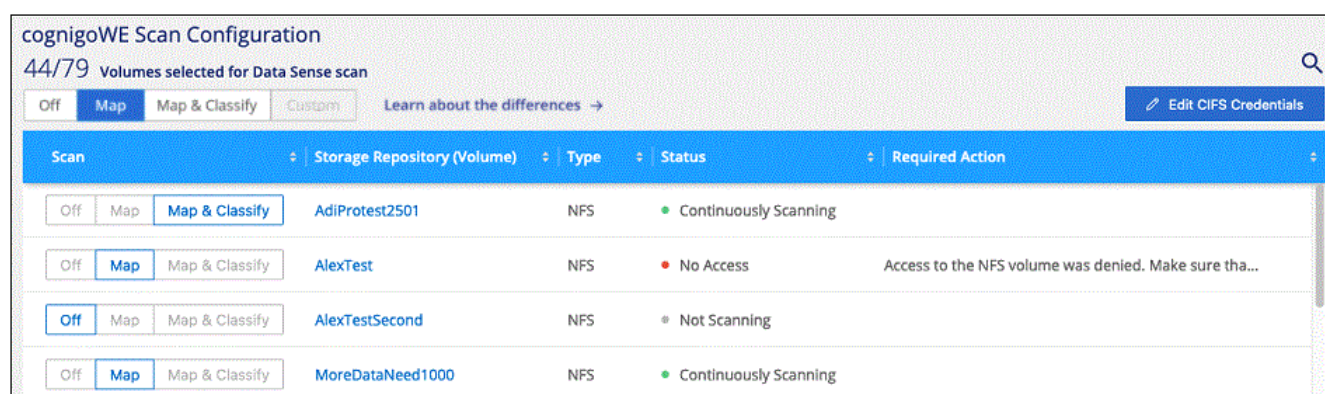 cognigoWE Scan Configuration
44/79 Volumes selected for Data Sense scan
Off Map Map & Classify Custom Learn about the differences → Edit CIFS Credentials
Scan Storage Repository (Volume) Type Status Required Action
Off Map Map & Classify AdiProtest2501 NFS Continuously Scanning
Off Map Map & Classify AlexTest NFS No Access Access to the NFS volume was denied. Make sure tha...
Off Map Map & Classify AlexTestSecond NFS Not Scanning
Off Map Map & Classify MoreDataNeed1000 NFS Continuously Scanning